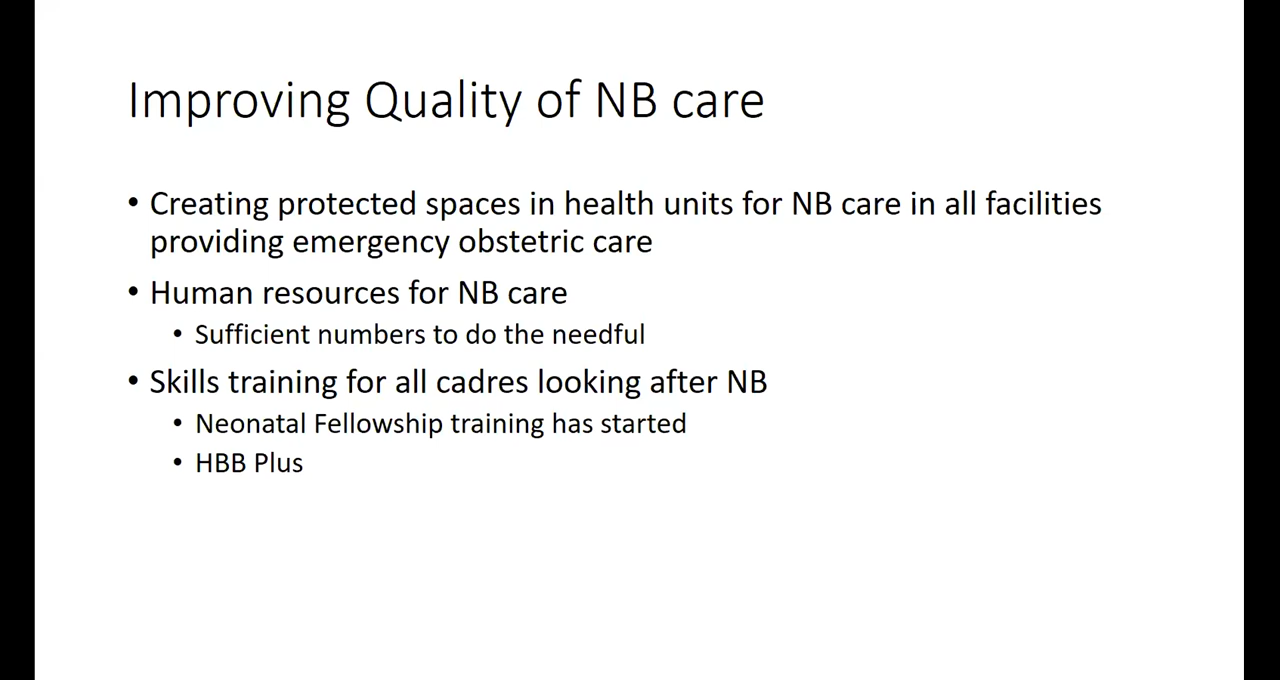 Improving Quality of NB care
• Creating protected spaces in health units for NB care in all facilities
providing emergency obstetric care
• Human resources for NB care
• Sufficient numbers to do the needful
• Skills training for all cadres looking after NB
• Neonatal Fellowship training has started
• HBB Plus